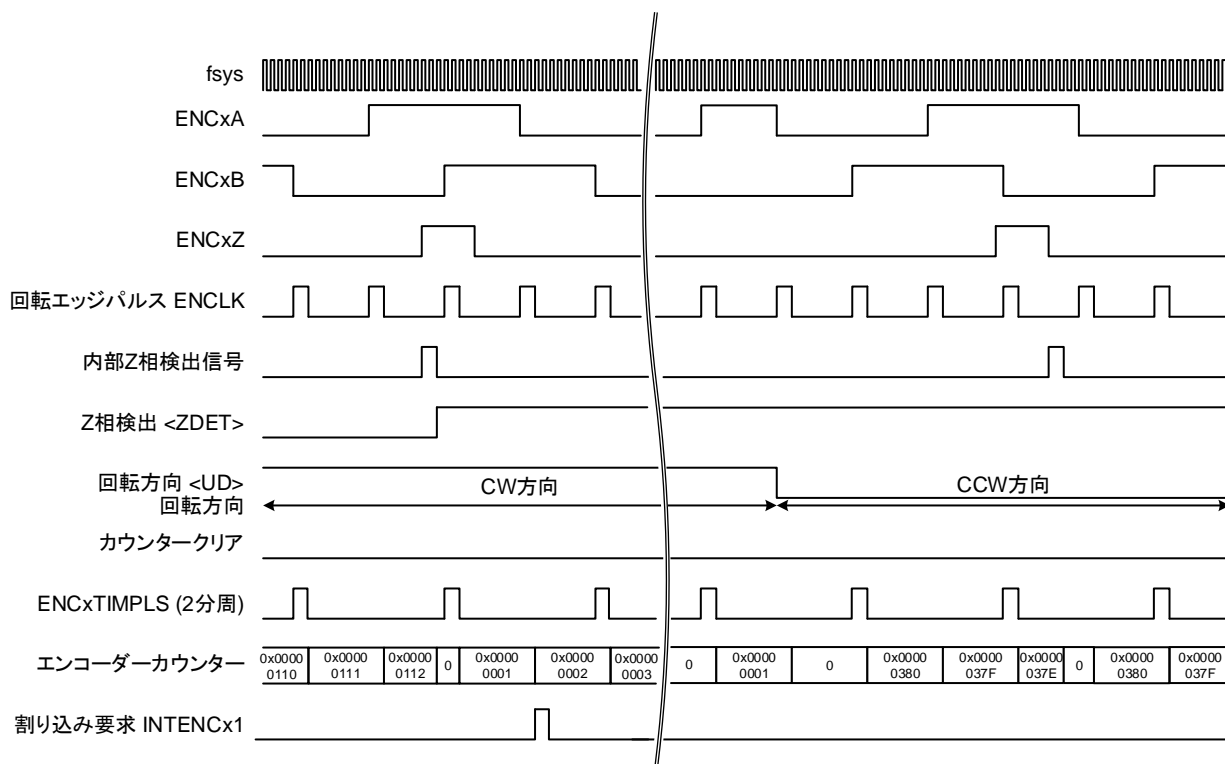 fsys
ENCxA
ENCxB
ENCxZ
回転エッジパルス ENCLK
内部Z相検出信号
Z相検出 <ZDET>
回転方向 <UD>
回転方向
CW方向
CCW方向
カウンタークリア
ENCxTIMPLS (2分周)
エンコーダーカウンター
0x0000 0x0000 0x0000 0 0x0000 0x0000 0x0000 0 0x0000 0 0x0000 0x0000 0x0000 0 0x0000 0x0000
0110 0111 0112 0001 0002 0003 0001 0380 037F 037E 0380 037F
割り込み要求 INTENCx1